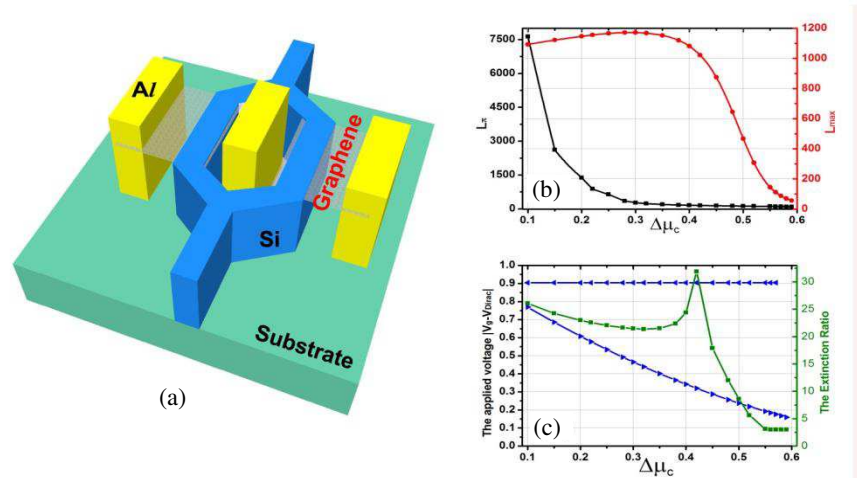 Al
Graphene
Si
Substrate
(a)
(b)
7500
6000
4500
3000
1500
0
Lπ
1200
1000
800
600
400
200
0
Lmax
0.1 0.2 0.3 0.4 0.5 0.6
Δμc
(c)
0.9
0.8
0.7
0.6
0.5
0.4
0.3
0.2
0.1
0.0
The applied voltage |Vg-VDirac|
30
25
20
15
10
5
0
The Extinction Ratio
0.1 0.2 0.3 0.4 0.5 0.6
Δμc